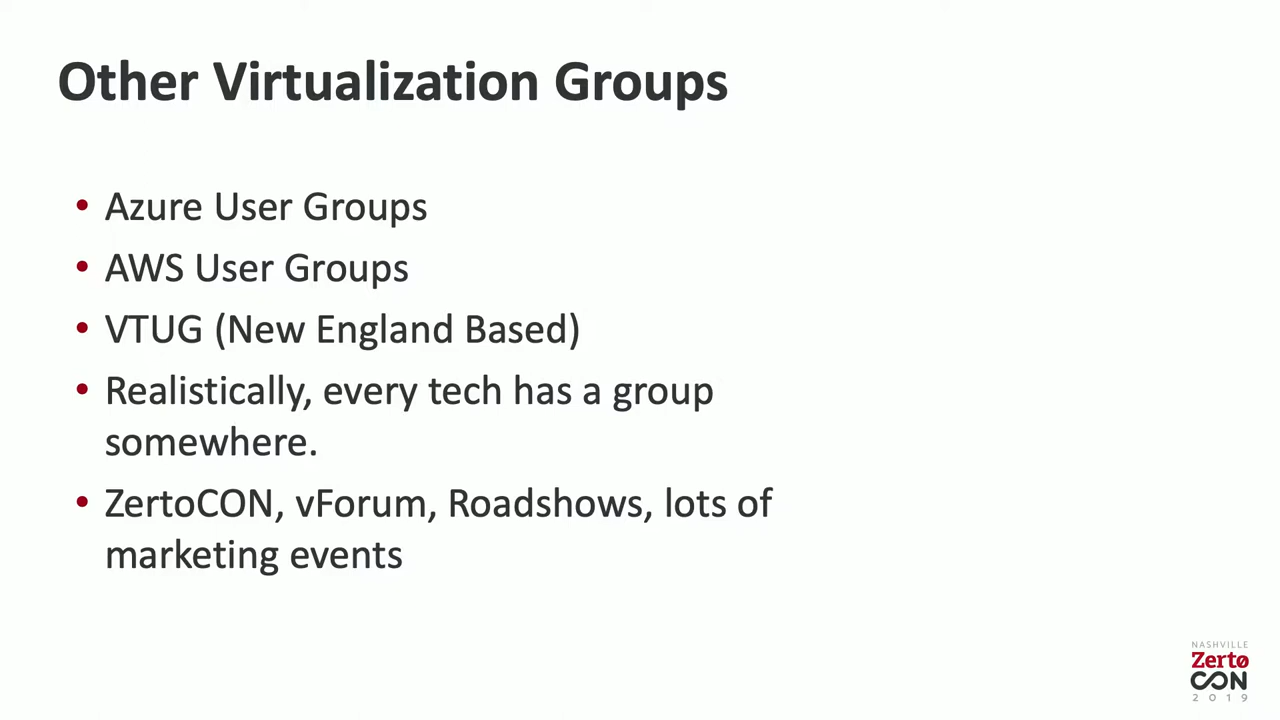 Other Virtualization Groups
• Azure User Groups
• AWS User Groups
• VTUG (New England Based)
• Realistically, every tech has a group
somewhere.
• ZertoCON, vForum, Roadshows, lots of
marketing events
NASHVILLE
Zerto
CON
2019